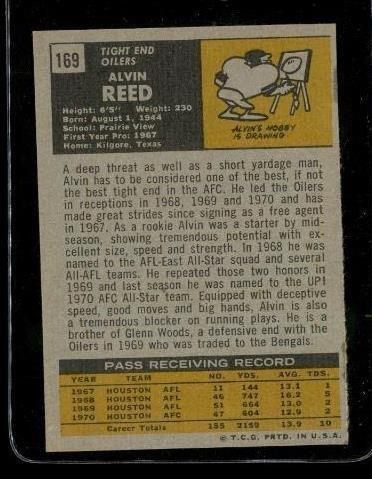 169
TIGHT END
OILERS
ALVIN
REED
Height: 6'5" Weight: 230
Born: August 1, 1944
School: Prairie View
First Year Pro: 1967
Home: Kilgore, Texas
ALVIN'S HOBBY
IS DRAWING
A deep threat as well as a short yardage man,
Alvin has to be considered one of the best, if not
the best tight end in the AFC. He led the Oilers
in receptions in 1968, 1969 and 1970 and has
made great strides since signing as a free agent
in 1967. As a rookie Alvin was a starter by mid-
season, showing tremendous potential with ex-
cellent size, speed and strength. In 1968 he was
named to the AFL-East All-Star squad and several
All-AFL teams. He repeated those two honors in
1969 and last season he was named to the UPI
1970 AFC All-Star team. Equipped with deceptive
speed, good moves and big hands, Alvin is also
a tremendous blocker on running plays. He is a
brother of Glenn Woods, a defensive end with the
Oilers in 1969 who was traded to the Bengals.
PASS RECEIVING RECORD
YEAR TEAM NO. YDS. AVG. TDS.
1967 HOUSTON AFL 11 144 13.1 1
1968 HOUSTON AFL 46 747 16.2 5
1969 HOUSTON AFL 51 664 13.0 2
1970 HOUSTON AFC 47 604 12.9 2
Career Totals 155 2159 13.9 10
© T.C.G. PRTD. IN U.S.A.